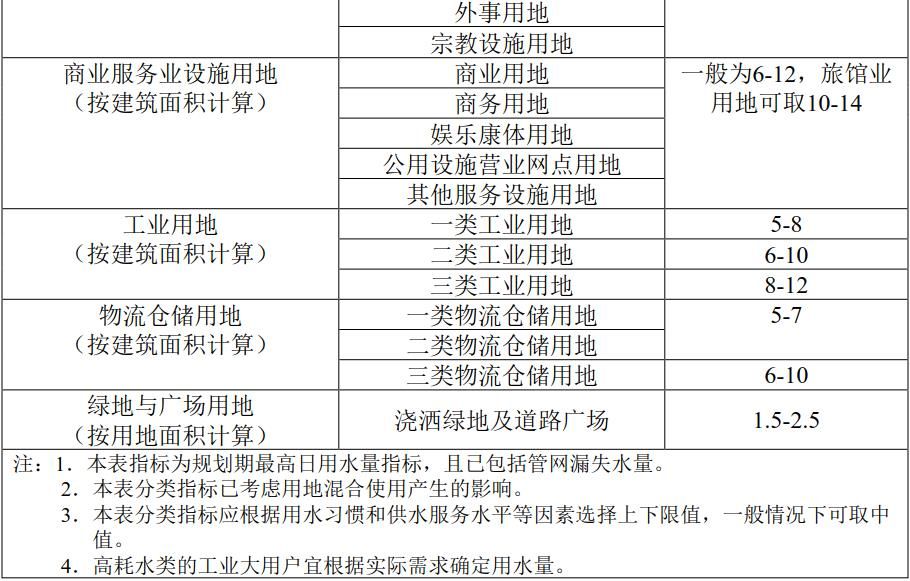 外事用地
宗教设施用地
商业服务业设施用地
（按建筑面积计算）
商业用地
一般为6-12，旅馆业
用地可取10-14
商务用地
娱乐康体用地
公用设施营业网点用地
其他服务设施用地
工业用地
（按建筑面积计算）
一类工业用地
5-8
二类工业用地
6-10
三类工业用地
8-12
物流仓储用地
（按建筑面积计算）
一类物流仓储用地
5-7
二类物流仓储用地
三类物流仓储用地
6-10
绿地与广场用地
（按用地面积计算）
浇洒绿地及道路广场
1.5-2.5
注：1．本表指标为规划期最高日用水量指标，且已包括管网漏失水量。
2．本表分类指标已考虑用地混合使用产生的影响。
3．本表分类指标应根据用水习惯和供水服务水平等因素选择上下限值，一般情况下可取中
值。
4．高耗水类的工业大用户宜根据实际需求确定用水量。